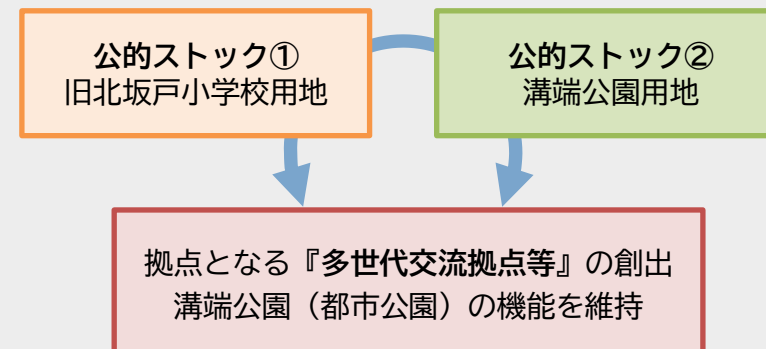 公的ストック①
旧北坂戸小学校用地
公的ストック②
溝端公園用地
拠点となる『多世代交流拠点等』の創出
溝端公園（都市公園）の機能を維持